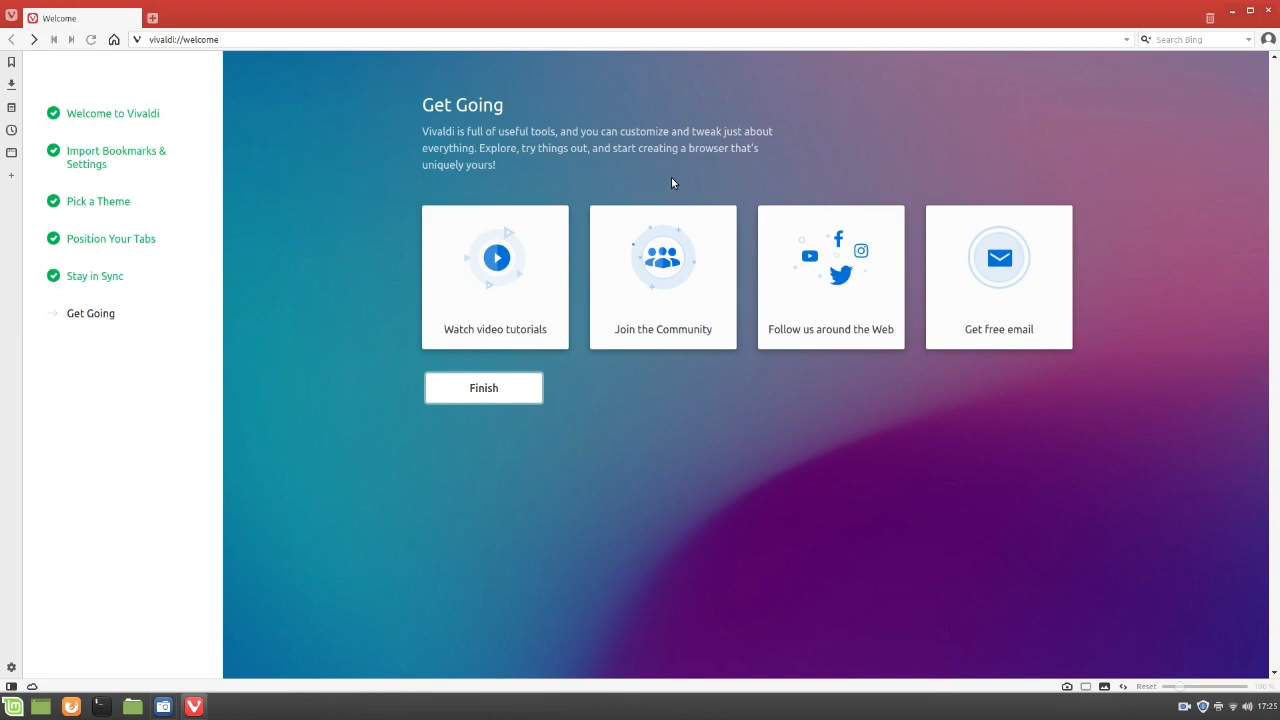 Welcome
vivaldi://welcome
Search Bing
Welcome to Vivaldi
Import Bookmarks &
Settings
Pick a Theme
Position Your Tabs
Stay in Sync
Get Going
Get Going
Vivaldi is full of useful tools, and you can customize and tweak just about
everything. Explore, try things out, and start creating a browser that's
uniquely yours!
Watch video tutorials
Join the Community
Follow us around the Web
Get free email
Finish
Reset
100 %
17:25